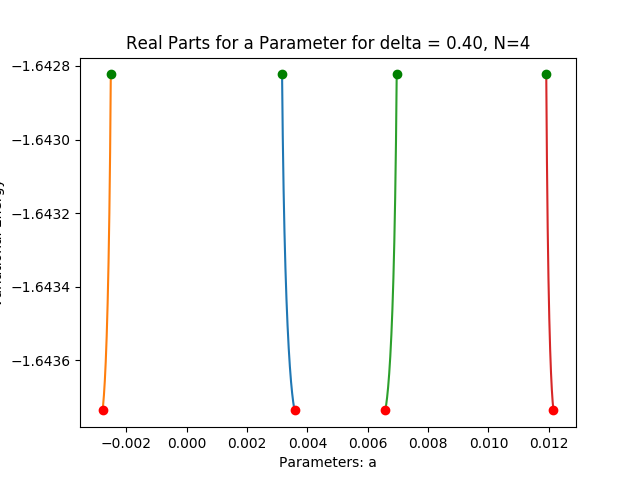 Real Parts for a Parameter for delta = 0.40, N=4
−1.6428
−1.6430
−1.6432
−1.6434
−1.6436
−0.002 0.000 0.002 0.004 0.006 0.008 0.010 0.012
Parameters: a